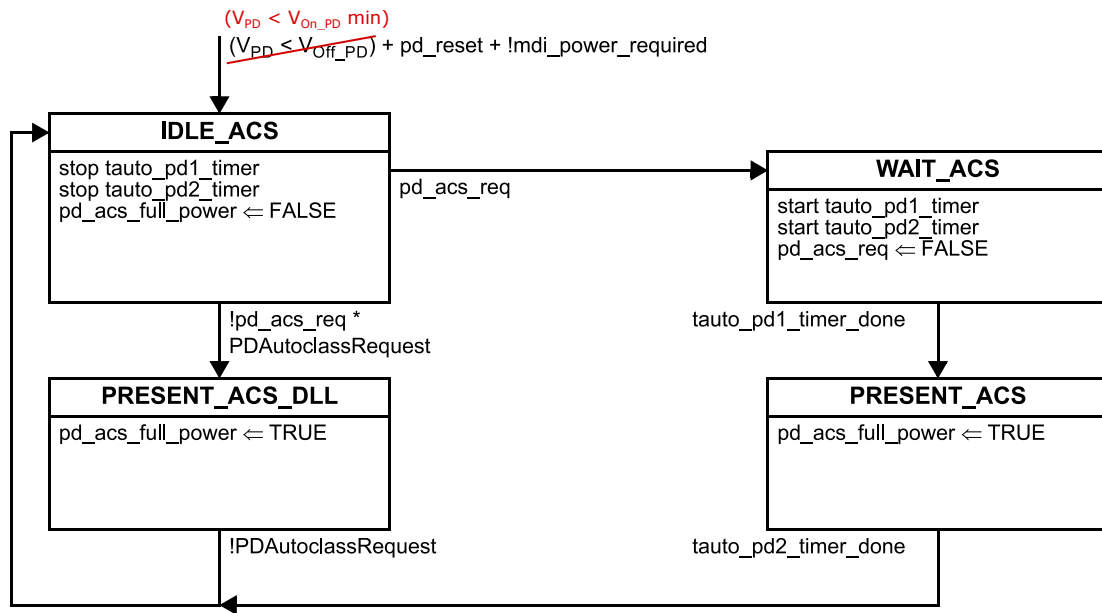 (V_PD < V_On_PD min)
(V_PD < V_Off_PD) + pd_reset + !mdi_power_required
IDLE_ACS
stop tauto_pd1_timer
stop tauto_pd2_timer
pd_acs_full_power ⇐ FALSE
pd_acs_req
WAIT_ACS
start tauto_pd1_timer
start tauto_pd2_timer
pd_acs_req ⇐ FALSE
!pd_acs_req *
PDAutoclassRequest
tauto_pd1_timer_done
PRESENT_ACS_DLL
pd_acs_full_power ⇐ TRUE
PRESENT_ACS
pd_acs_full_power ⇐ TRUE
!PDAutoclassRequest
tauto_pd2_timer_done